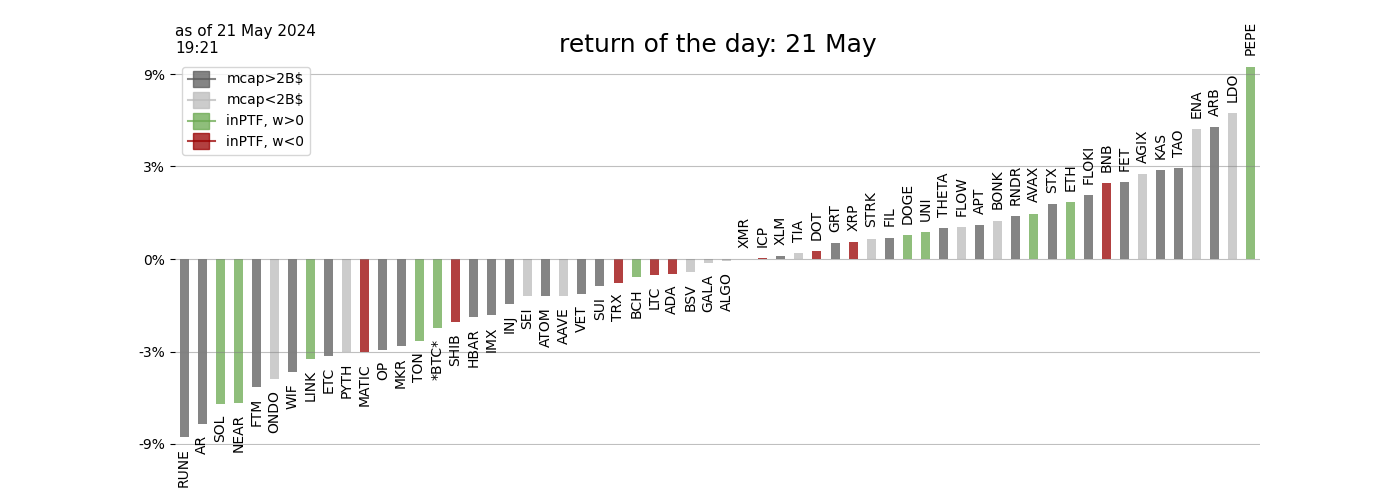 as of 21 May 2024
19:21
return of the day: 21 May
mcap>2B$
mcap<2B$
inPTF, w>0
inPTF, w<0
9%
3%
0%
-3%
-9%
RUNE
AR
SOL
NEAR
FTM
ONDO
WIF
LINK
ETC
PYTH
MATIC
OP
MKR
TON
*BTC*
SHIB
HBAR
IMX
INJ
SEI
ATOM
AAVE
VET
SUI
TRX
BCH
LTC
ADA
BSV
GALA
ALGO
XMR
ICP
XLM
TIA
DOT
GRT
XRP
STRK
FIL
DOGE
UNI
THETA
FLOW
APT
BONK
RNDR
AVAX
STX
ETH
FLOKI
BNB
FET
AGIX
KAS
TAO
ENA
ARB
LDO
PEPE